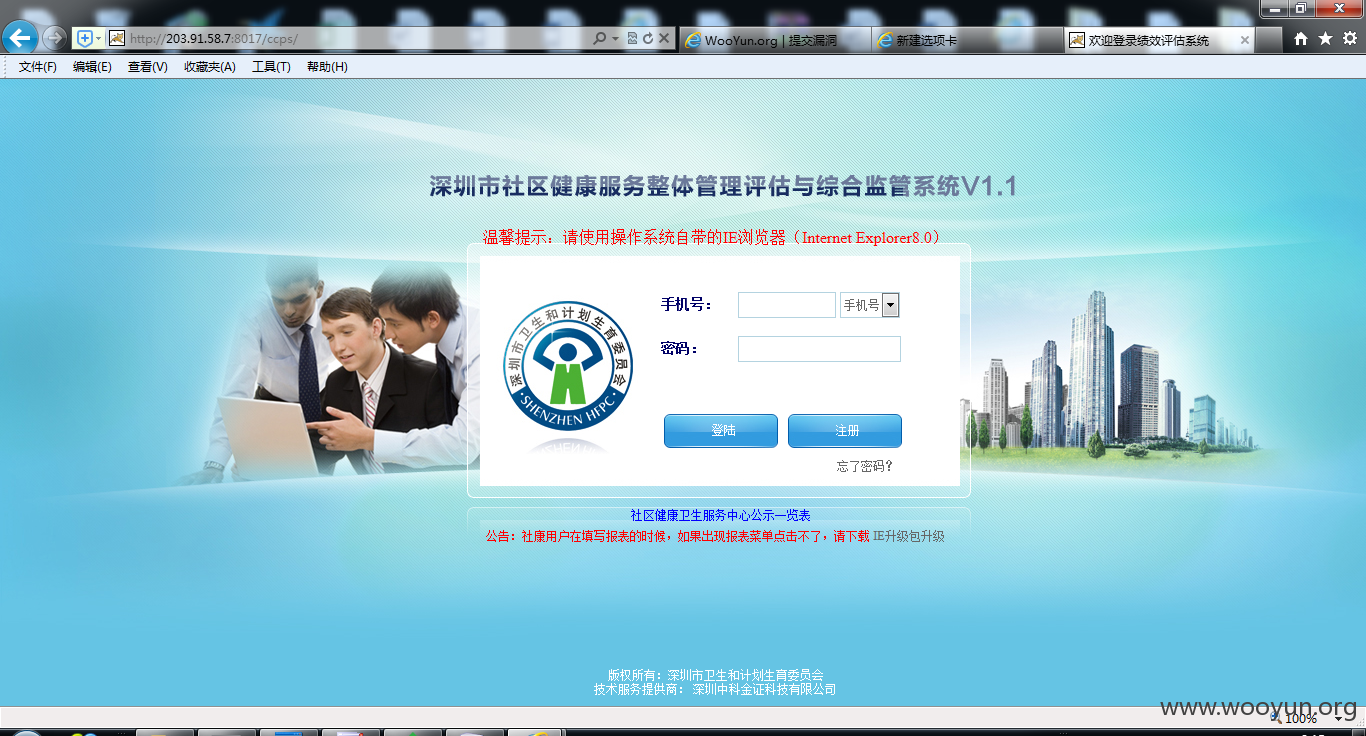 http://203.91.58.7:8017/ccps/
WooYun.org | 提交漏洞
新建选项卡
欢迎登录绩效评估系统
文件(F) 编辑(E) 查看(V) 收藏夹(A) 工具(T) 帮助(H)
深圳市社区健康服务整体管理评估与综合监管系统V1.1
温馨提示：请使用操作系统自带的IE浏览器（Internet Explorer8.0）
深圳市卫生和计划生育委员会
SHENZHEN HFPC
手机号：
手机号
密码：
登陆
注册
忘了密码?
社区健康卫生服务中心公示一览表
公告：社康用户在填写报表的时候，如果出现报表菜单点击不了，请下载 IE升级包升级
版权所有：深圳市卫生和计划生育委员会
技术服务提供商： 深圳中科金证科技有限公司
www.wooyun.org
100%